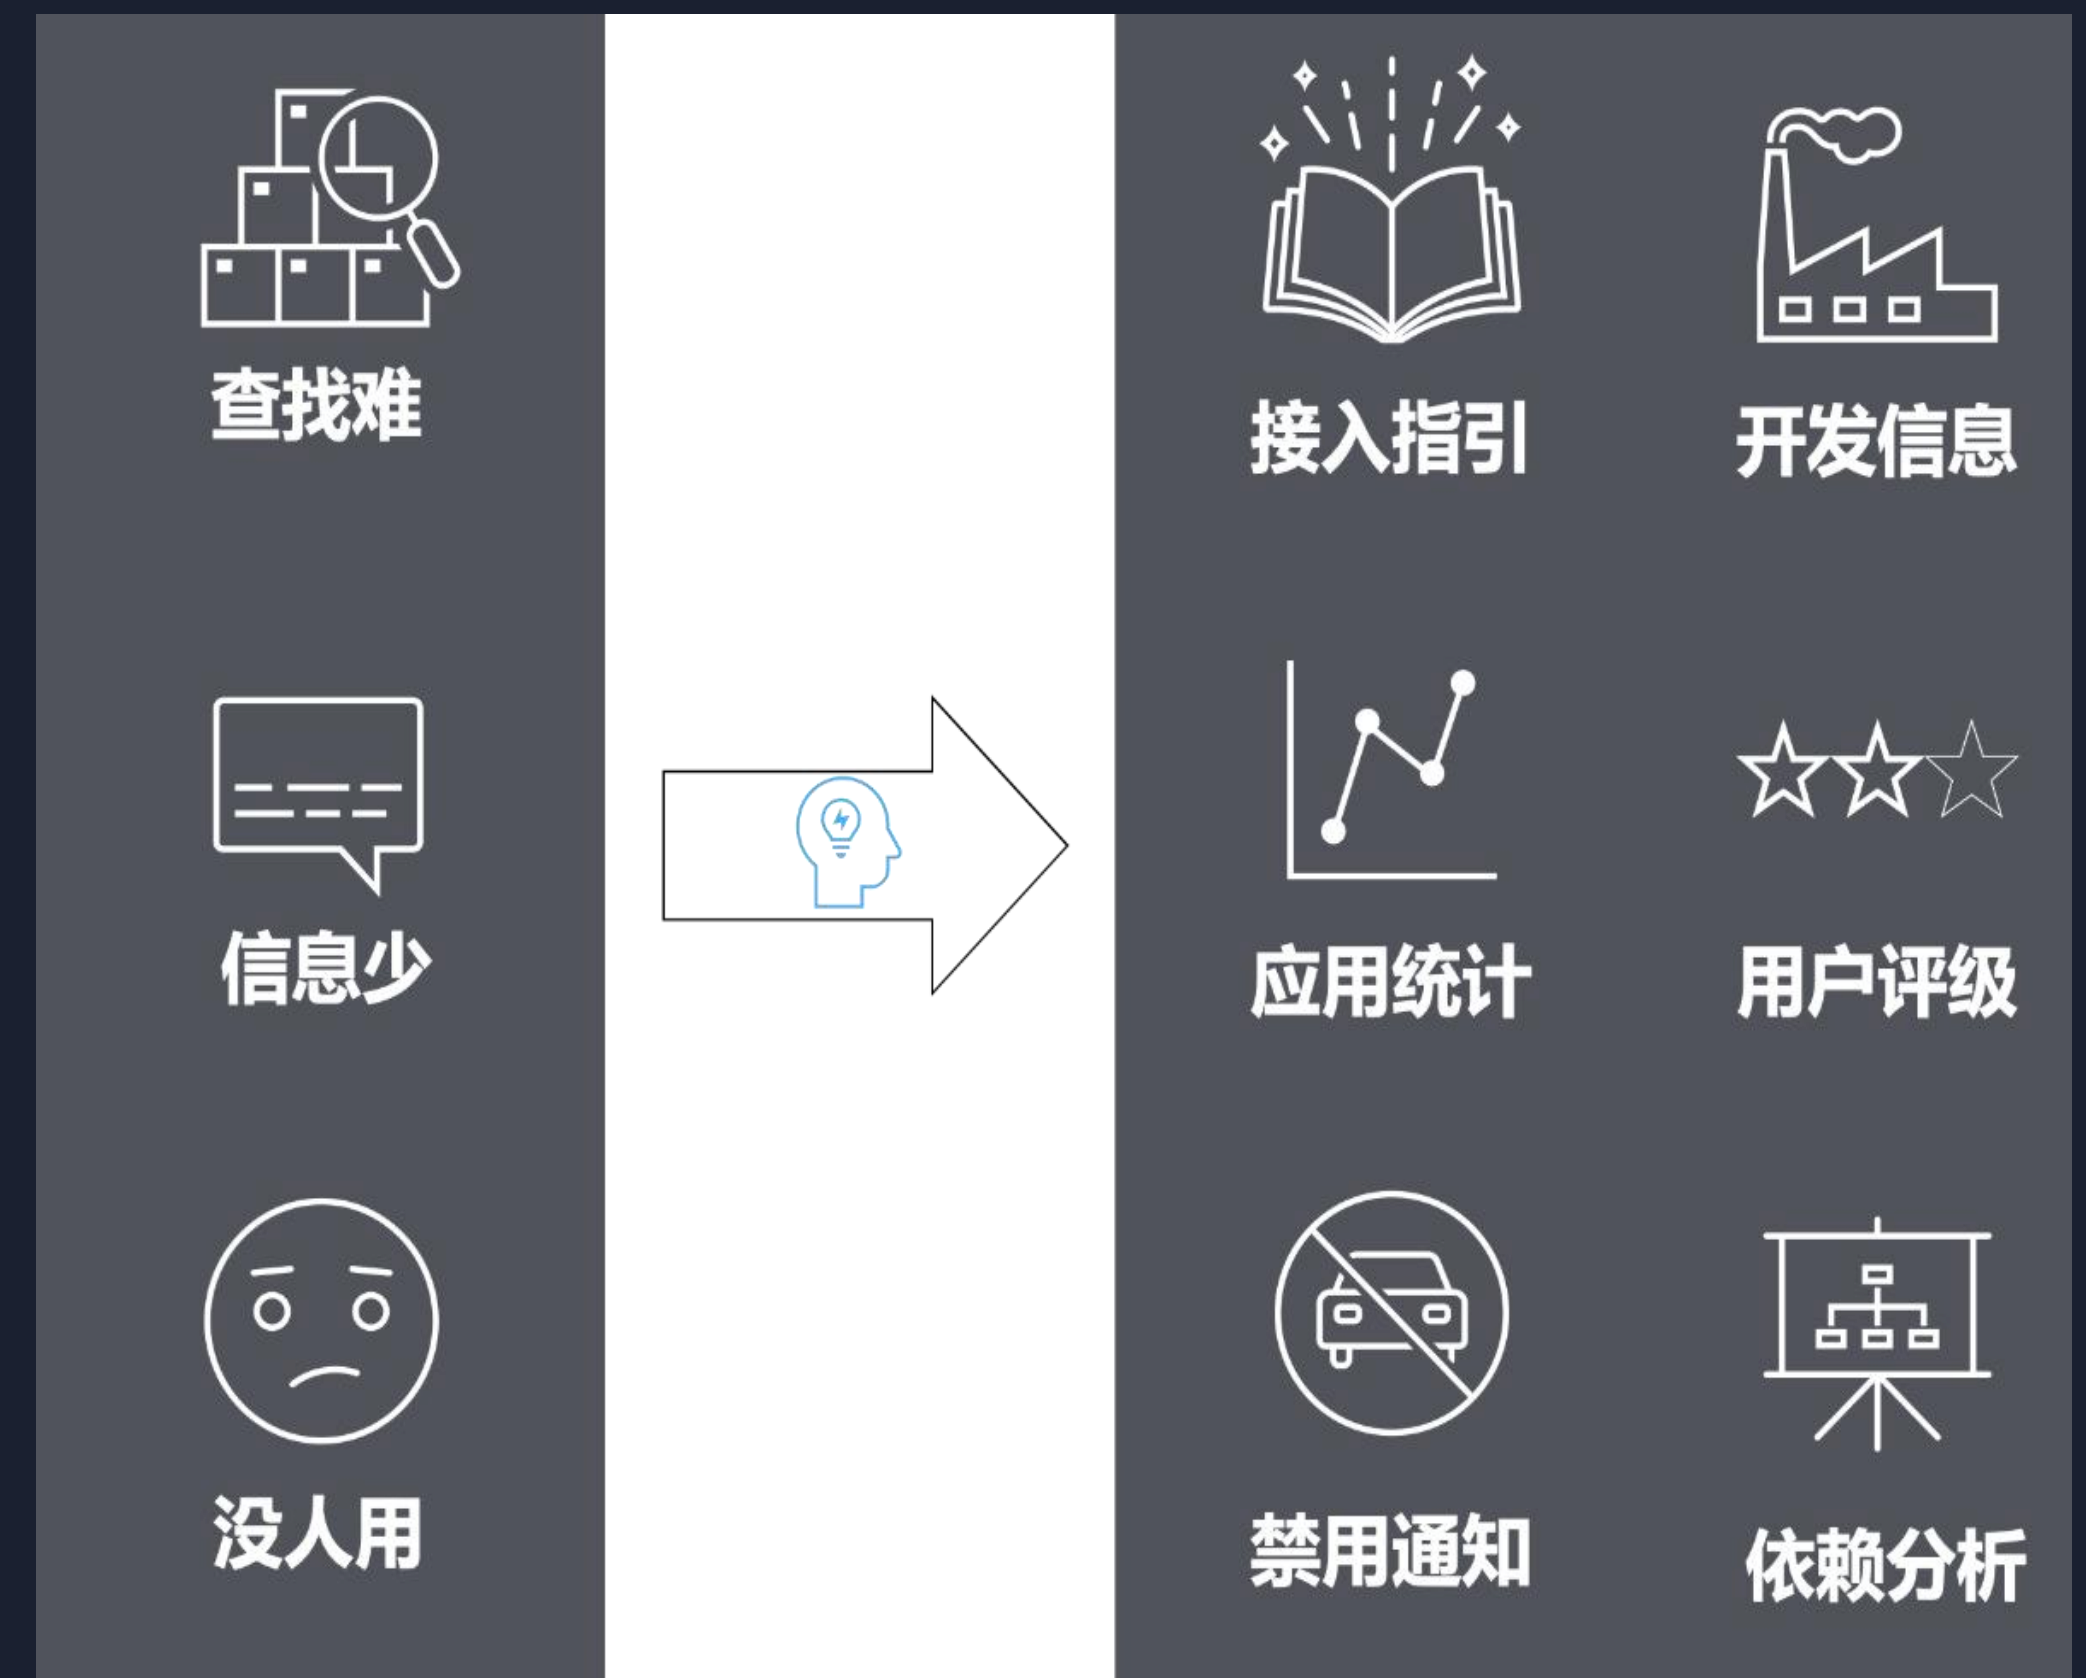 查找难
信息少
没人用
接入指引
开发信息
应用统计
用户评级
禁用通知
依赖分析